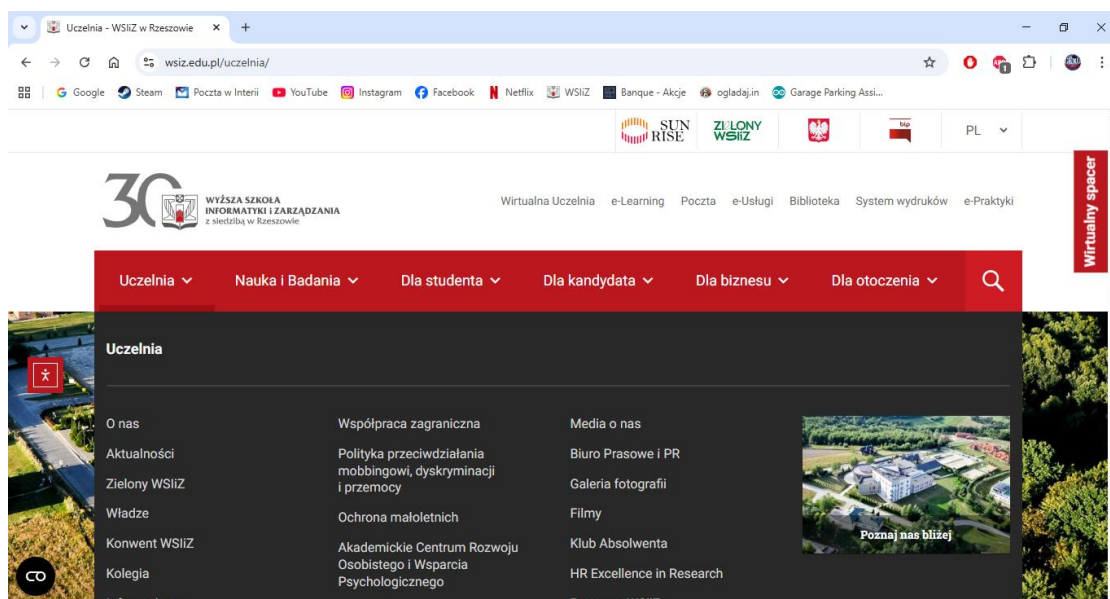 Uczelnia - WSIiZ w Rzeszowie
wsiz.edu.pl/uczelnia/
Google Steam Poczta w Interii YouTube Instagram Facebook Netflix WSIiZ Banque - Akcje ogladaj.in Garage Parking Assi...
SUN RISE
ZIELONY WSIiZ
bip
PL
Wirtualny spacer
30
WYŻSZA SZKOŁA
INFORMATYKI i ZARZĄDZANIA
z siedzibą w Rzeszowie
Wirtualna Uczelnia e-Learning Poczta e-Usługi Biblioteka System wydruków e-Praktyki
Uczelnia Nauka i Badania Dla studenta Dla kandydata Dla biznesu Dla otoczenia
Uczelnia
O nas
Aktualności
Zielony WSIiZ
Władze
Konwent WSIiZ
Kolegia
Współpraca zagraniczna
Polityka przeciwdziałania
mobbingowi, dyskryminacji
i przemocy
Ochrona małoletnich
Akademickie Centrum Rozwoju
Osobistego i Wsparcia
Psychologicznego
Media o nas
Biuro Prasowe i PR
Galeria fotografii
Filmy
Klub Absolwenta
HR Excellence in Research
Poznaj nas bliżej